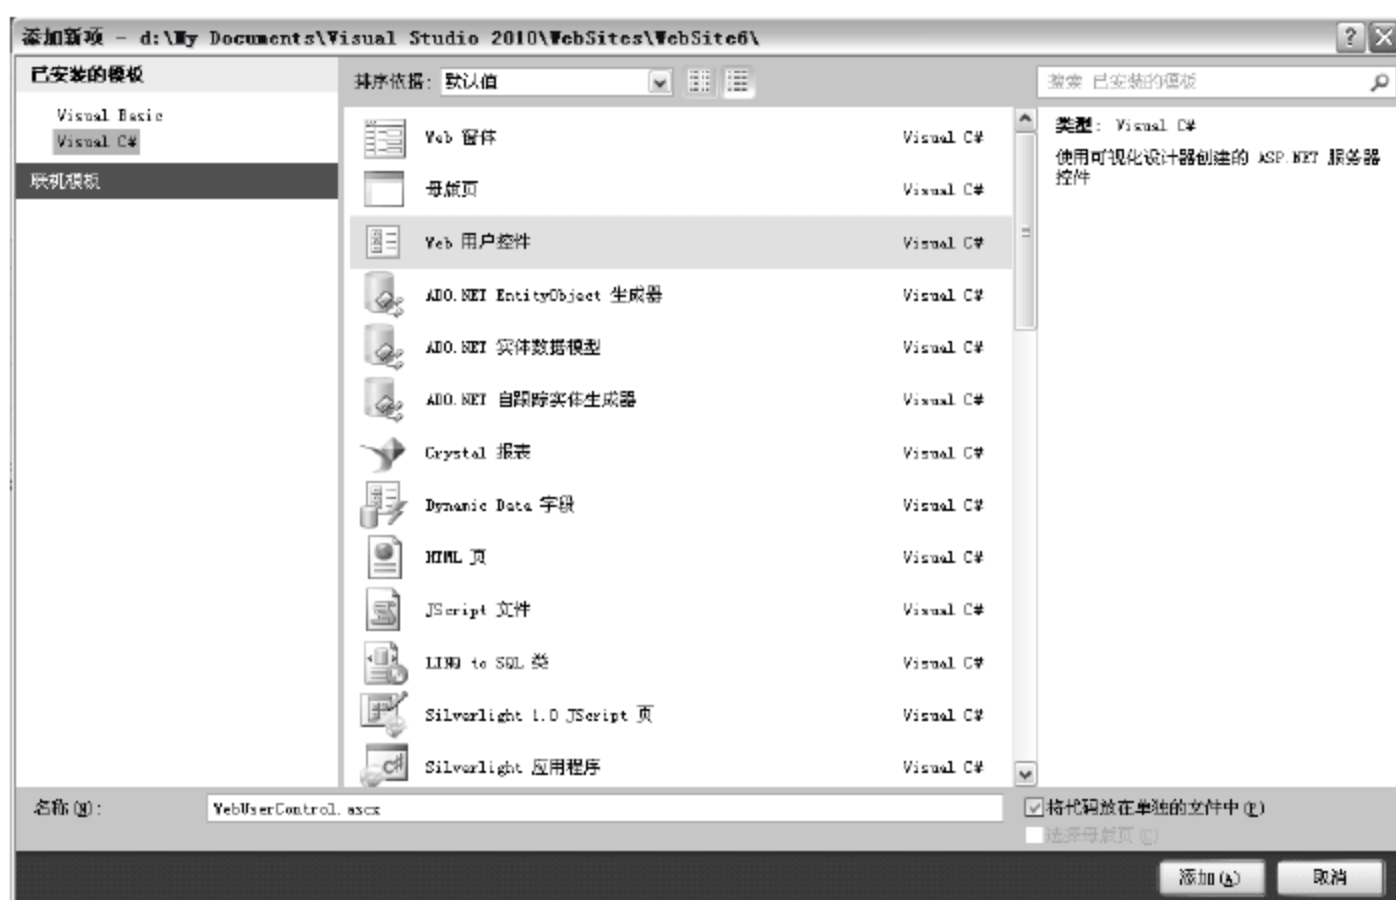 添加新项 - d:\My Documents\Visual Studio 2010\WebSites\WebSite6\
已安装的模板
Visual Basic
Visual C#
联机模板
排序依据: 默认值
搜索 已安装的模板
Web 窗体 Visual C#
母版页 Visual C#
Web 用户控件 Visual C#
ADO.NET EntityObject 生成器 Visual C#
ADO.NET 实体数据模型 Visual C#
ADO.NET 自跟踪实体生成器 Visual C#
Crystal 报表 Visual C#
Dynamic Data 字段 Visual C#
HTML 页 Visual C#
JScript 文件 Visual C#
LINQ to SQL 类 Visual C#
Silverlight 1.0 JScript 页 Visual C#
Silverlight 应用程序 Visual C#
类型: Visual C#
使用可视化设计器创建的 ASP.NET 服务器
控件
名称(N): WebUserControl.ascx
将代码放在单独的文件中(P)
选择母版页(S)
添加(A)
取消